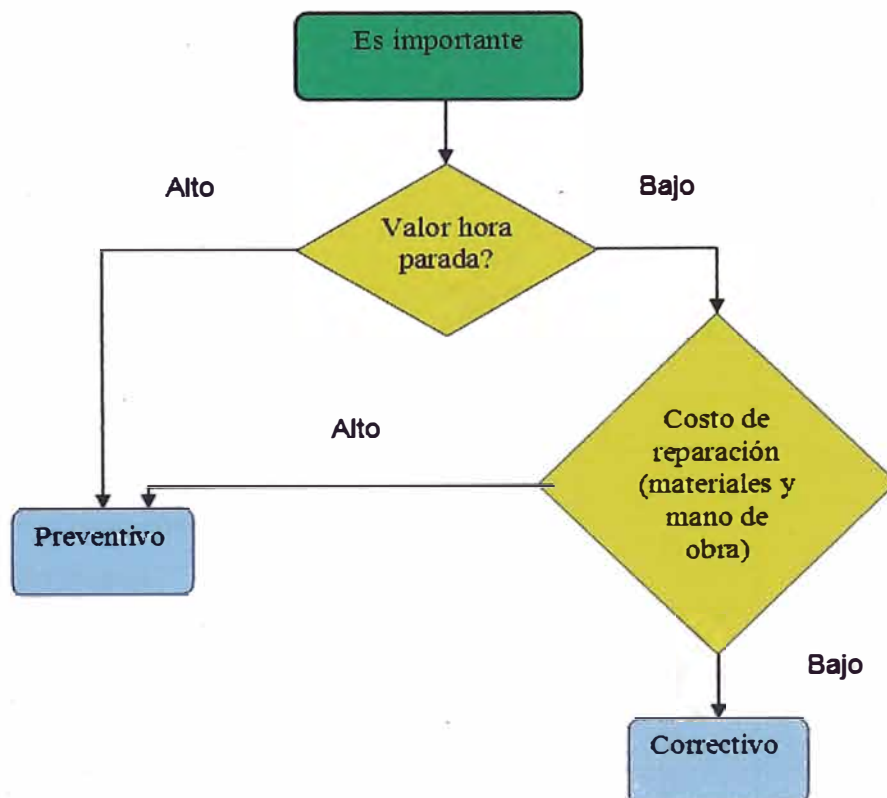 Es importante
Alto
Bajo
Valor hora
parada?
Alto
Costo de
reparación
(materiales y
mano de
obra)
Preventivo
Bajo
Correctivo